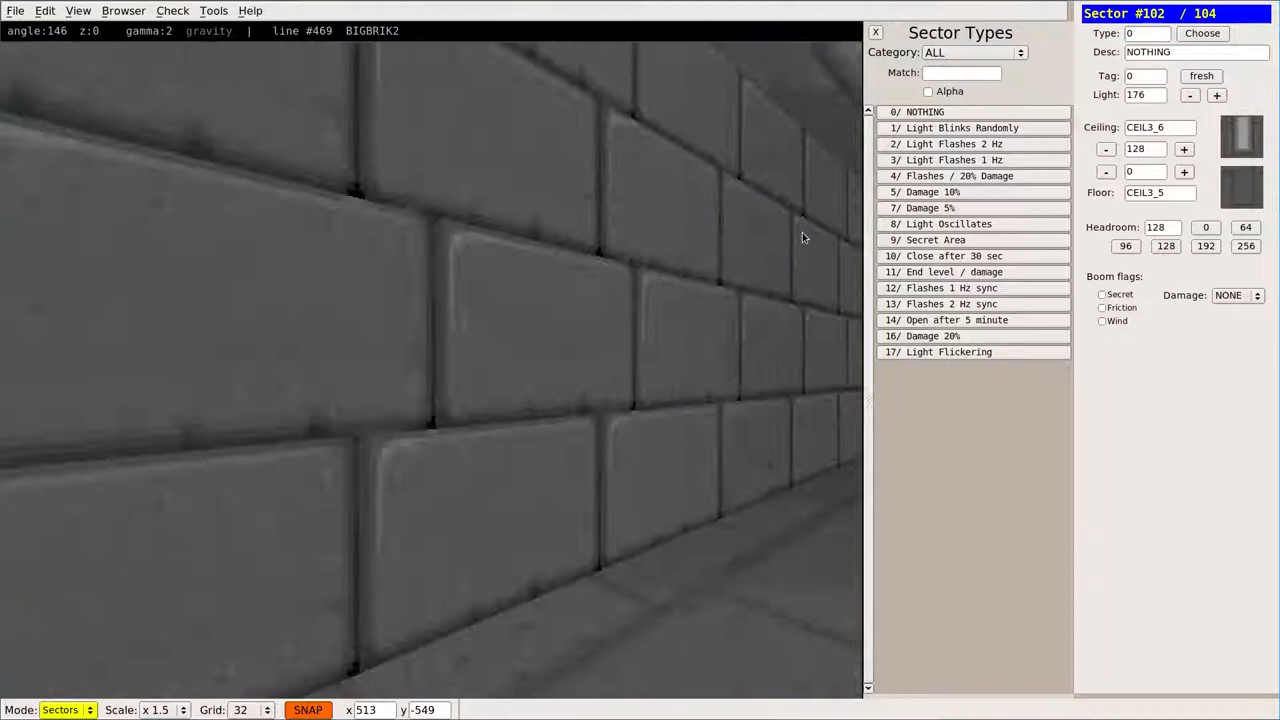 File Edit View Browser Check Tools Help
angle:146 z:0 gamma:2 gravity | line #469 BIGBRIK2
X Sector Types
Category: ALL
Match:
Alpha
0/ NOTHING
1/ Light Blinks Randomly
2/ Light Flashes 2 Hz
3/ Light Flashes 1 Hz
4/ Flashes / 20% Damage
5/ Damage 10%
7/ Damage 5%
8/ Light Oscillates
9/ Secret Area
10/ Close after 30 sec
11/ End level / damage
12/ Flashes 1 Hz sync
13/ Flashes 2 Hz sync
14/ Open after 5 minute
16/ Damage 20%
17/ Light Flickering
Sector #102 / 104
Type: 0 Choose
Desc: NOTHING
Tag: 0 fresh
Light: 176 - +
Ceiling: CEIL3_6
- 128 +
- 0 +
Floor: CEIL3_5
Headroom: 128 0 64
96 128 192 256
Boom flags:
Secret Damage: NONE
Friction
Wind
Mode: Sectors Scale: x 1.5 Grid: 32 SNAP x 513 y -549